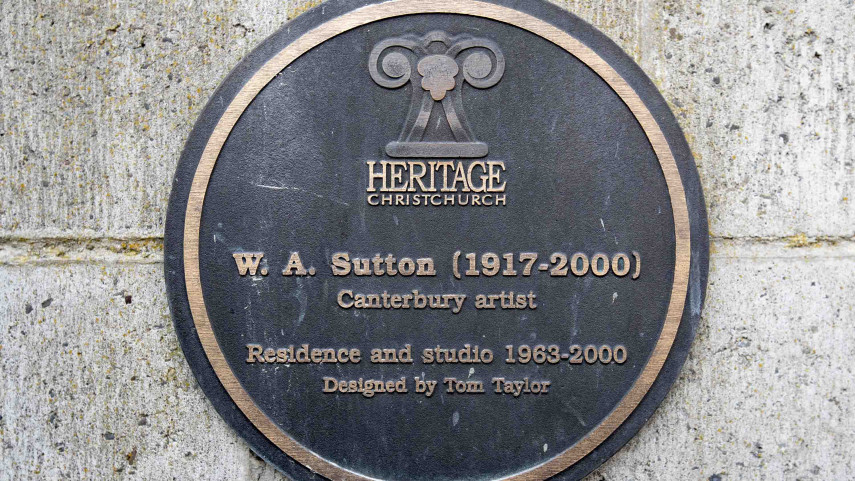 HERITAGE
CHRISTCHURCH
W. A. Sutton (1917-2000)
Canterbury artist
Residence and studio 1963-2000
Designed by Tom Taylor